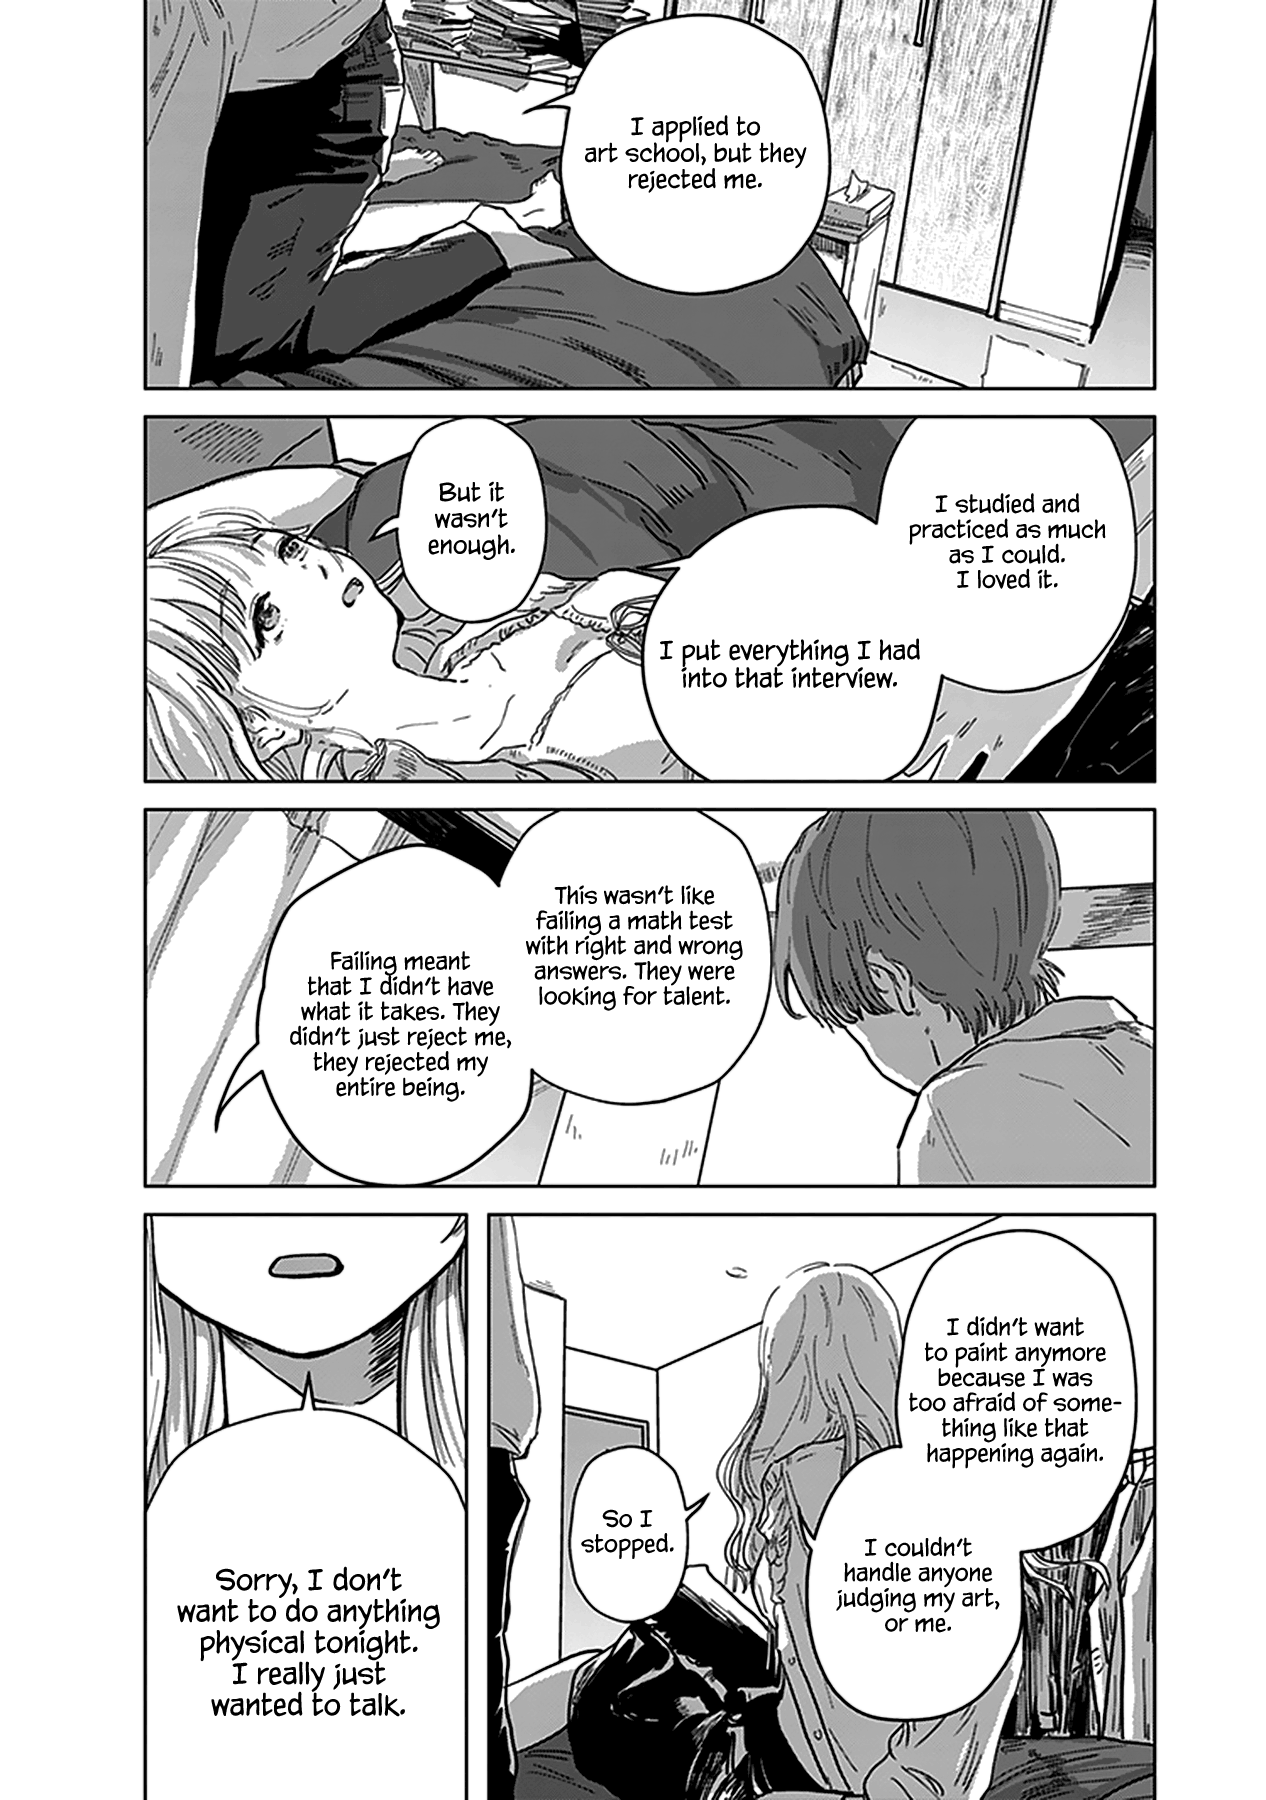 I applied to
art school, but they
rejected me.
I studied and
practiced as much
as I could.
I loved it.
I put everything I had
into that interview.
But it
wasn't
enough.
This wasn't like
failing a math test
with right and wrong
answers. They were
looking for talent.
Failing meant
that I didn't have
what it takes. They
didn't just reject me,
they rejected my
entire being.
I didn't want
to paint anymore
because I was
too afraid of some-
thing like that
happening again.
I couldn't
handle anyone
judging my art,
or me.
So I
stopped.
Sorry, I don't
want to do anything
physical tonight.
I really just
wanted to talk.